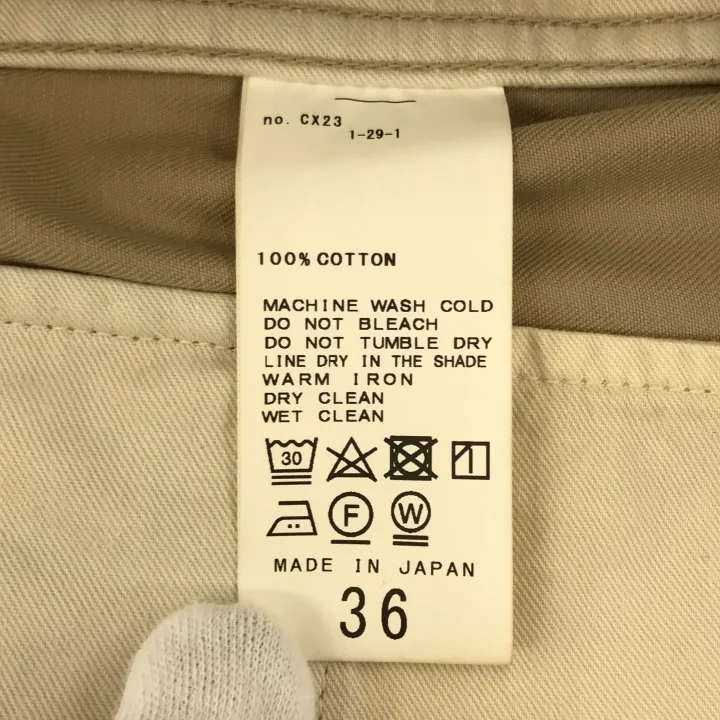 no. CX23
1-29-1
100% COTTON
MACHINE WASH COLD
DO NOT BLEACH
DO NOT TUMBLE DRY
LINE DRY IN THE SHADE
WARM IRON
DRY CLEAN
WET CLEAN
30
F W
MADE IN JAPAN
36